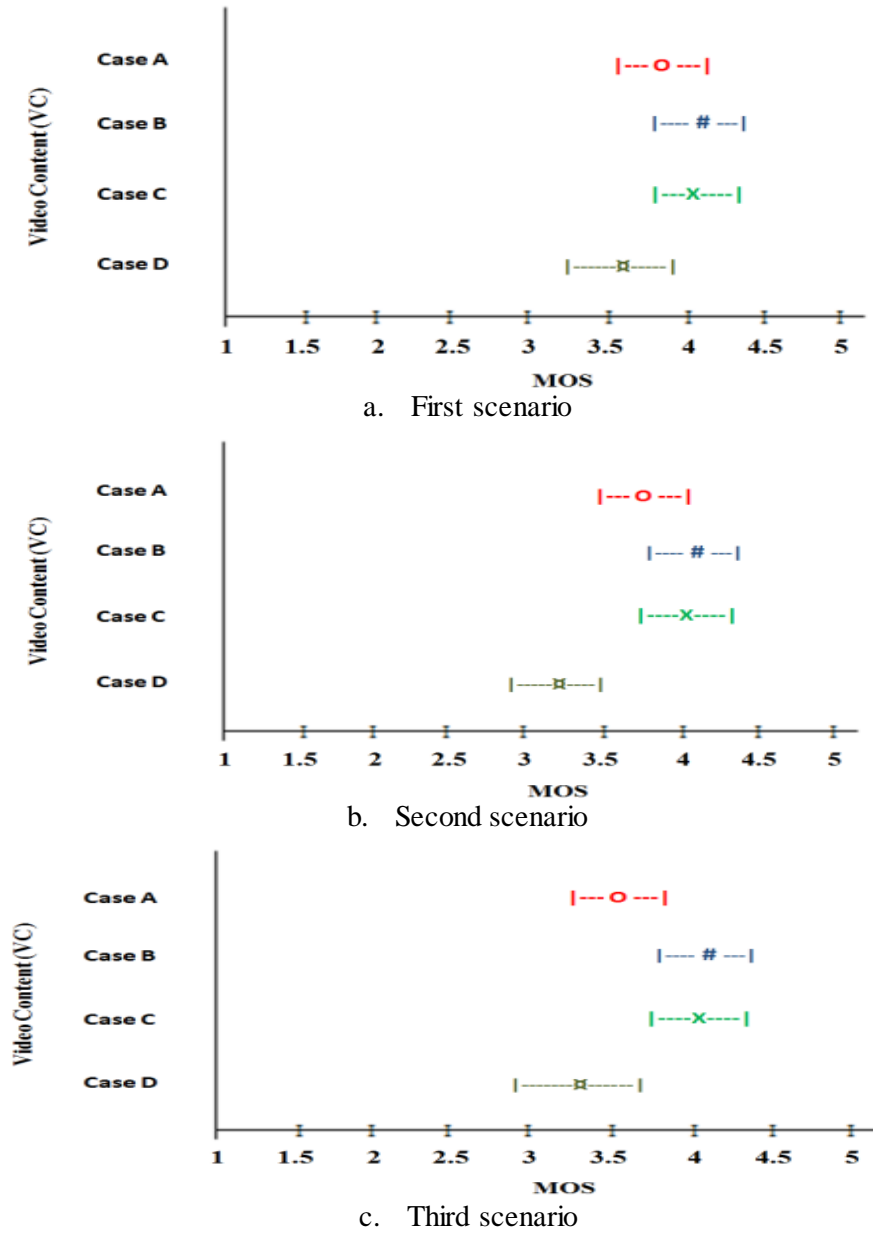 Video Content (VC)
Case A
|--- O ---|
Case B
|---- # ---|
Case C
|---X----|
Case D
|------¤-----|
1 1.5 2 2.5 3 3.5 4 4.5 5
MOS
a. First scenario
Video Content (VC)
Case A
|--- O ---|
Case B
|---- # ---|
Case C
|----X----|
Case D
|-----¤----|
1 1.5 2 2.5 3 3.5 4 4.5 5
MOS
b. Second scenario
Video Content (VC)
Case A
|--- O ---|
Case B
|---- # ---|
Case C
|----X----|
Case D
|-------¤------|
1 1.5 2 2.5 3 3.5 4 4.5 5
MOS
c. Third scenario